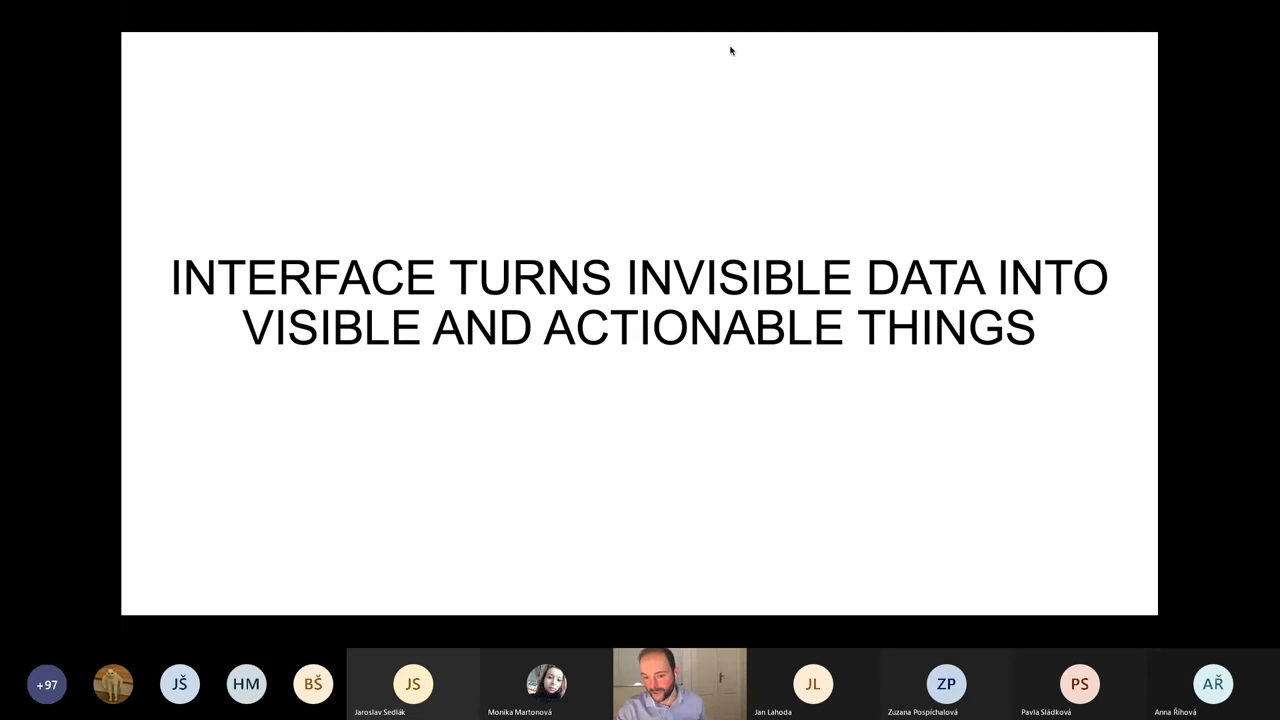 INTERFACE TURNS INVISIBLE DATA INTO
VISIBLE AND ACTIONABLE THINGS
+97
JŠ
HM
BŠ
JS
JL
ZP
PS
AŘ
Jaroslav Sedlák
Monika Martonová
Jan Lahoda
Zuzana Pospíchalová
Pavla Sládková
Anna Říhová